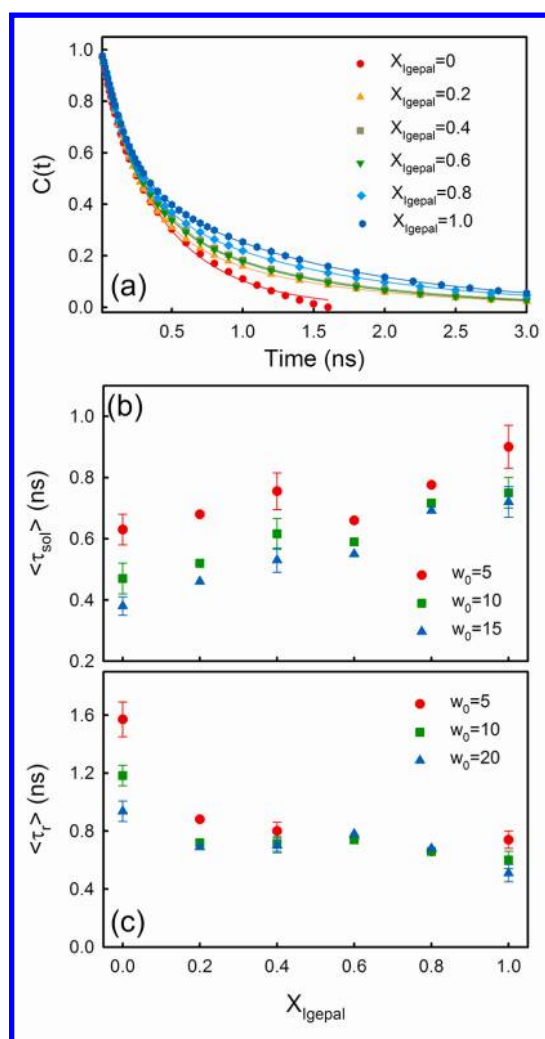 C(t)
1.0
0.8
0.6
0.4
0.2
0.0
X_Igepal=0
X_Igepal=0.2
X_Igepal=0.4
X_Igepal=0.6
X_Igepal=0.8
X_Igepal=1.0
(a)
0.5 1.0 1.5 2.0 2.5 3.0
Time (ns)
(b)
<τ_sol> (ns)
1.0
0.8
0.6
0.4
0.2
w_0=5
w_0=10
w_0=15
<τ_r> (ns)
1.6
1.2
0.8
0.4
0.0
w_0=5
w_0=10
w_0=20
(c)
0.0 0.2 0.4 0.6 0.8 1.0
X_Igepal